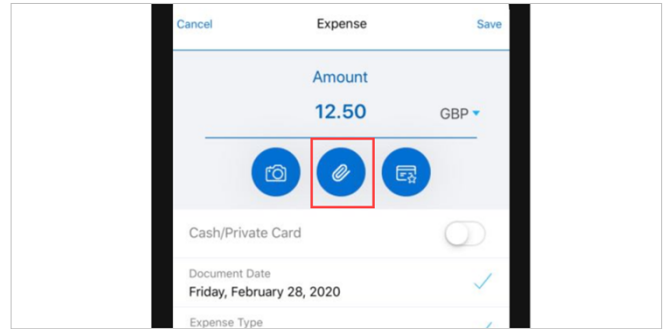 Cancel Expense Save
Amount
12.50 GBP
Cash/Private Card
Document Date
Friday, February 28, 2020
Expense Type